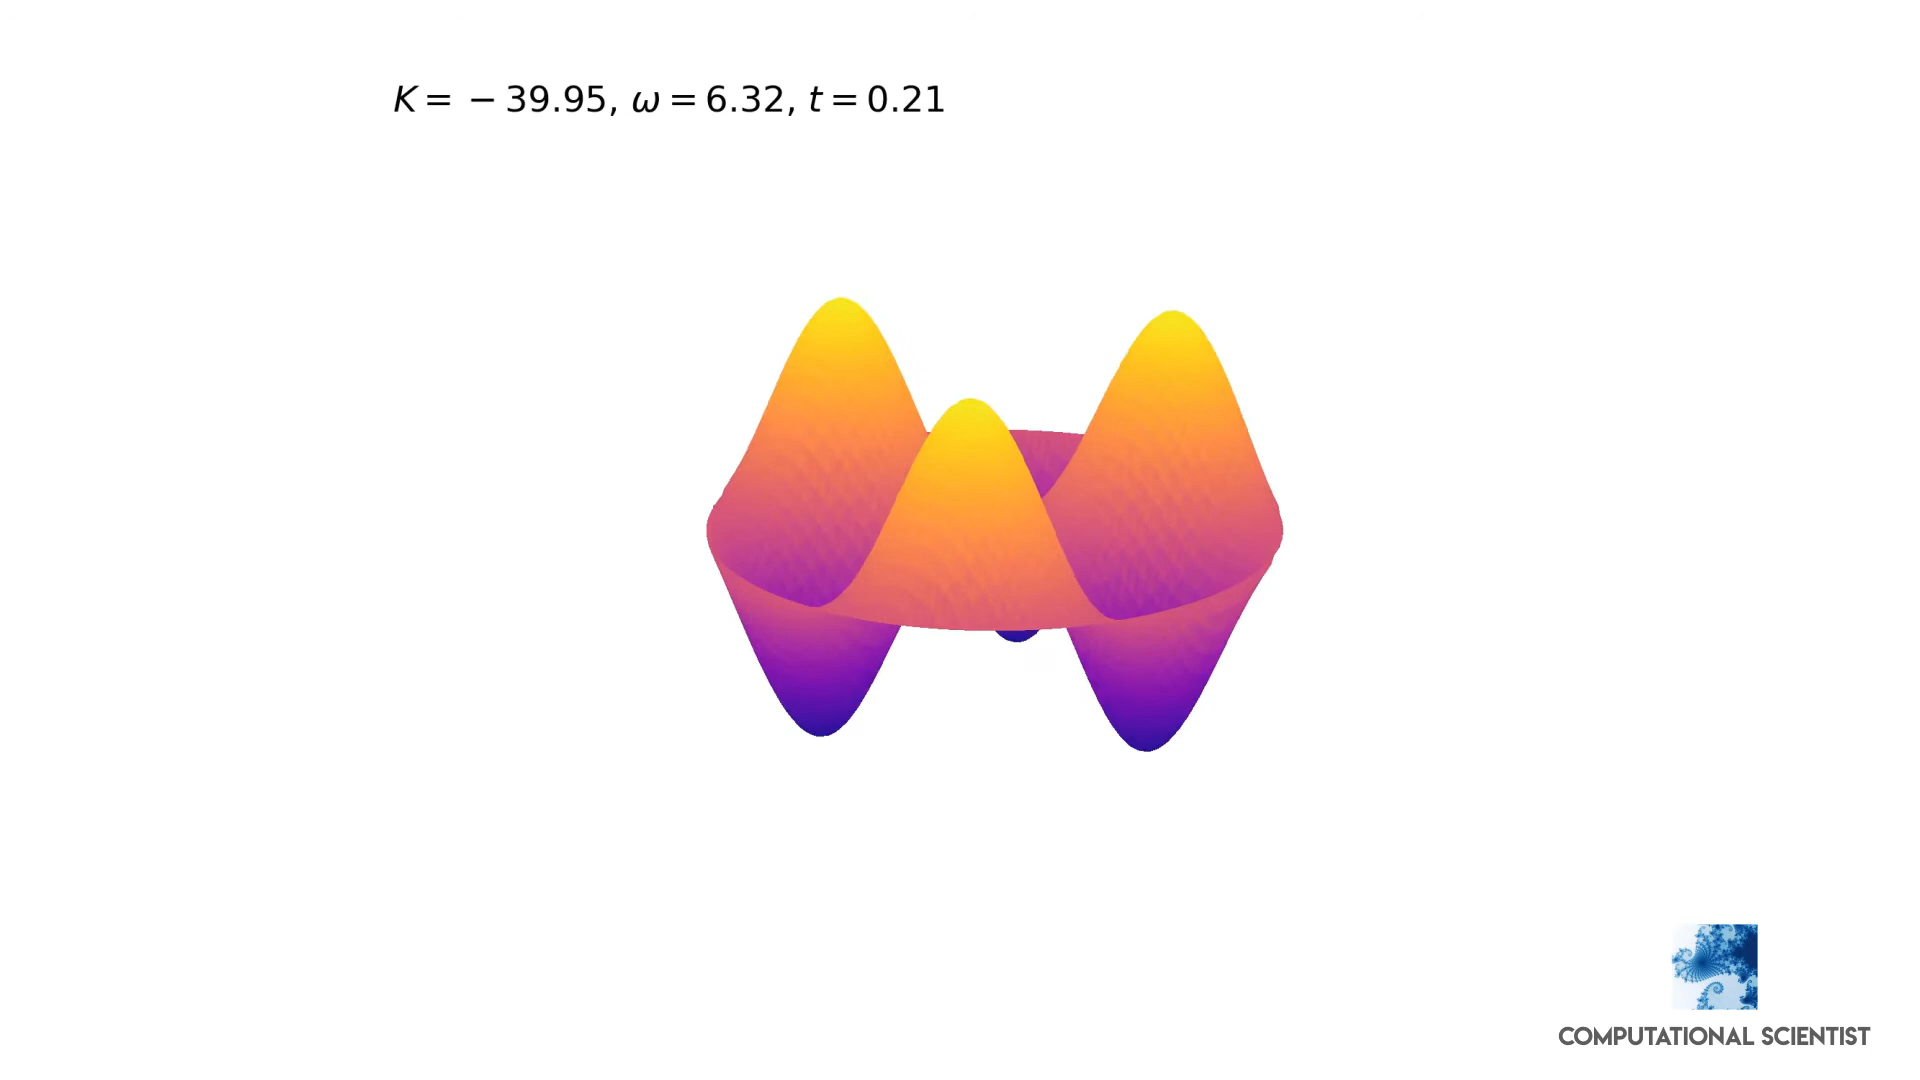 K = − 39.95, ω = 6.32, t = 0.21
COMPUTATIONAL SCIENTIST